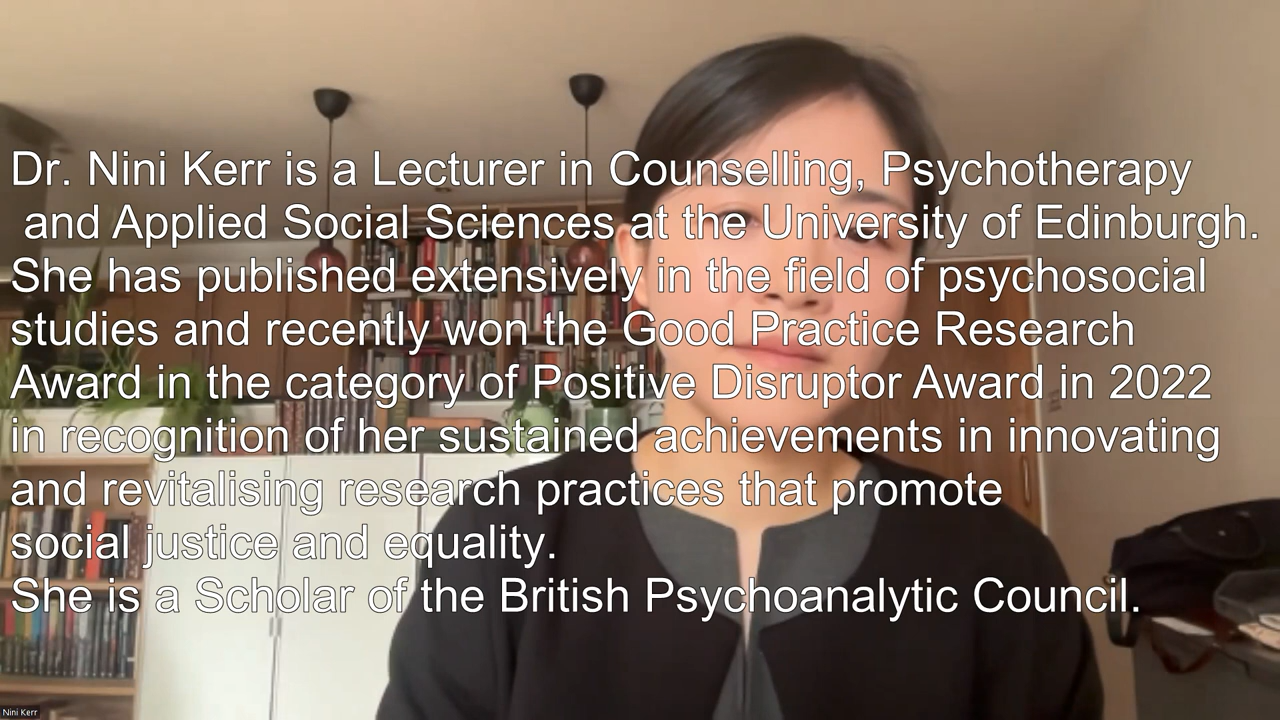 Dr. Nini Kerr is a Lecturer in Counselling, Psychotherapy
and Applied Social Sciences at the University of Edinburgh.
She has published extensively in the field of psychosocial
studies and recently won the Good Practice Research
Award in the category of Positive Disruptor Award in 2022
in recognition of her sustained achievements in innovating
and revitalising research practices that promote
social justice and equality.
She is a Scholar of the British Psychoanalytic Council.
Nini Kerr